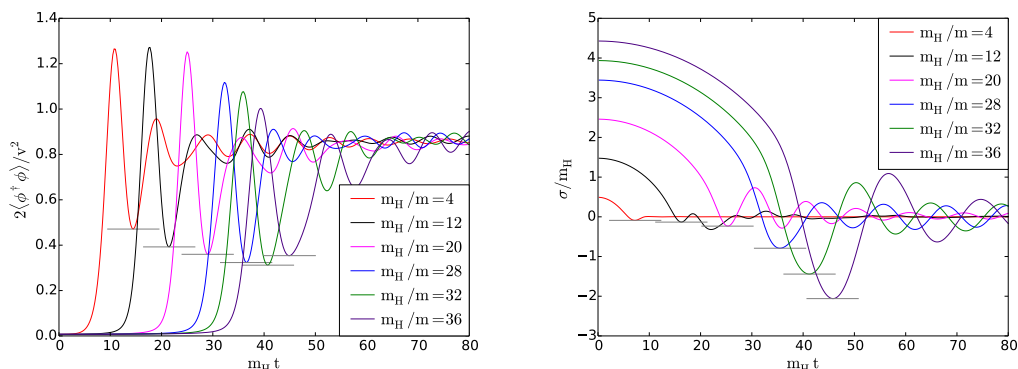 2⟨ϕ†ϕ⟩/v²
1.4
1.2
1.0
0.8
0.6
0.4
0.2
0.0
0 10 20 30 40 50 60 70 80
m_H t
m_H/m=4
m_H/m=12
m_H/m=20
m_H/m=28
m_H/m=32
m_H/m=36
σ/m_H
5
4
3
2
1
0
−1
−2
−3
0 10 20 30 40 50 60 70 80
m_H t
m_H/m=4
m_H/m=12
m_H/m=20
m_H/m=28
m_H/m=32
m_H/m=36